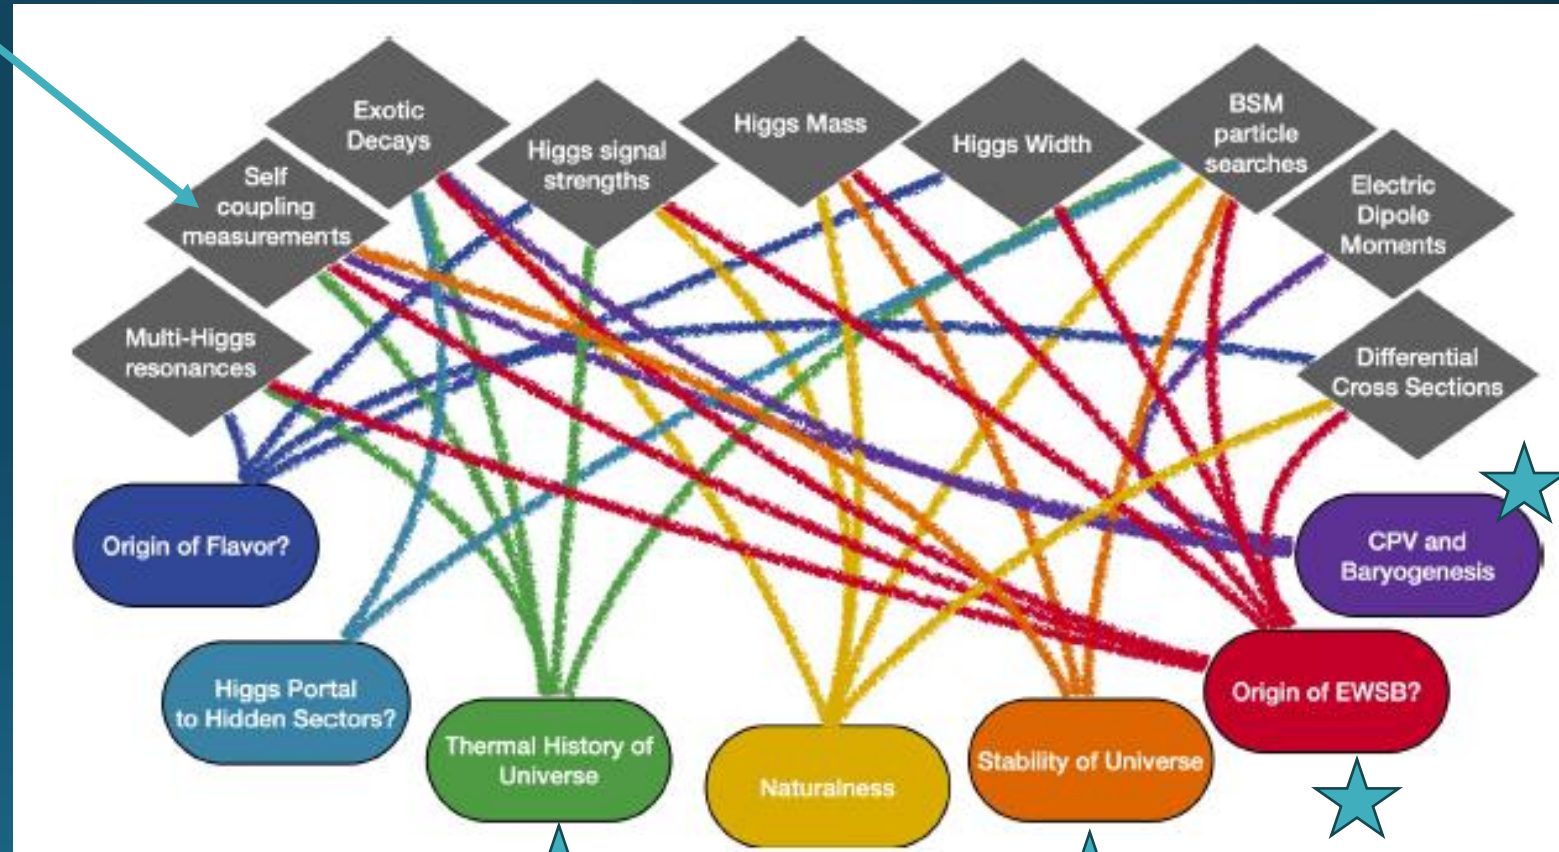 Exotic
Decays
Higgs signal
strengths
Higgs Mass
Higgs Width
BSM
particle
searches
Self
coupling
measurements
Electric
Dipole
Moments
Multi-Higgs
resonances
Differential
Cross Sections
Origin of Flavor?
CPV and
Baryogenesis
Higgs Portal
to Hidden Sectors?
Origin of EWSB?
Thermal History of
Universe
Naturalness
Stability of Universe